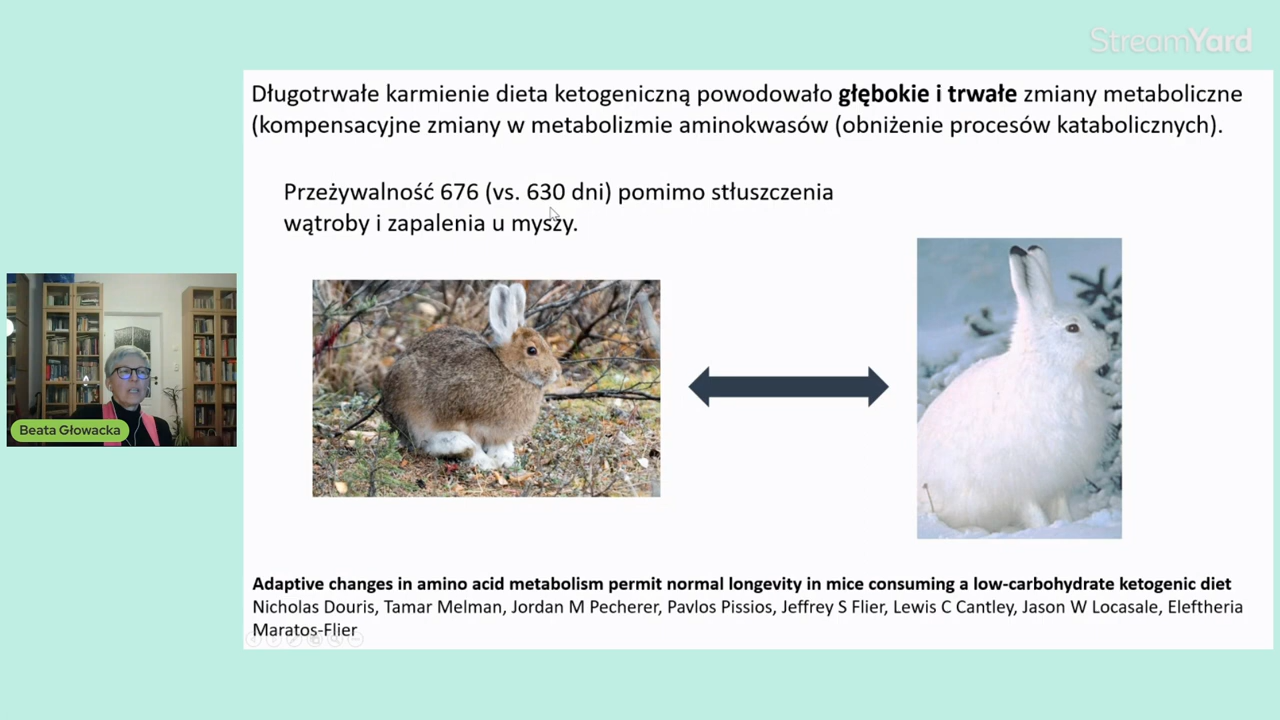 StreamYard
Długotrwałe karmienie dieta ketogeniczną powodowało głębokie i trwałe zmiany metaboliczne
(kompensacyjne zmiany w metabolizmie aminokwasów (obniżenie procesów katabolicznych).
Przeżywalność 676 (vs. 630 dni) pomimo stłuszczenia
wątroby i zapalenia u myszy.
Beata Głowacka
Adaptive changes in amino acid metabolism permit normal longevity in mice consuming a low-carbohydrate ketogenic diet
Nicholas Douris, Tamar Melman, Jordan M Pecherer, Pavlos Pissios, Jeffrey S Flier, Lewis C Cantley, Jason W Locasale, Eleftheria
Maratos-Flier